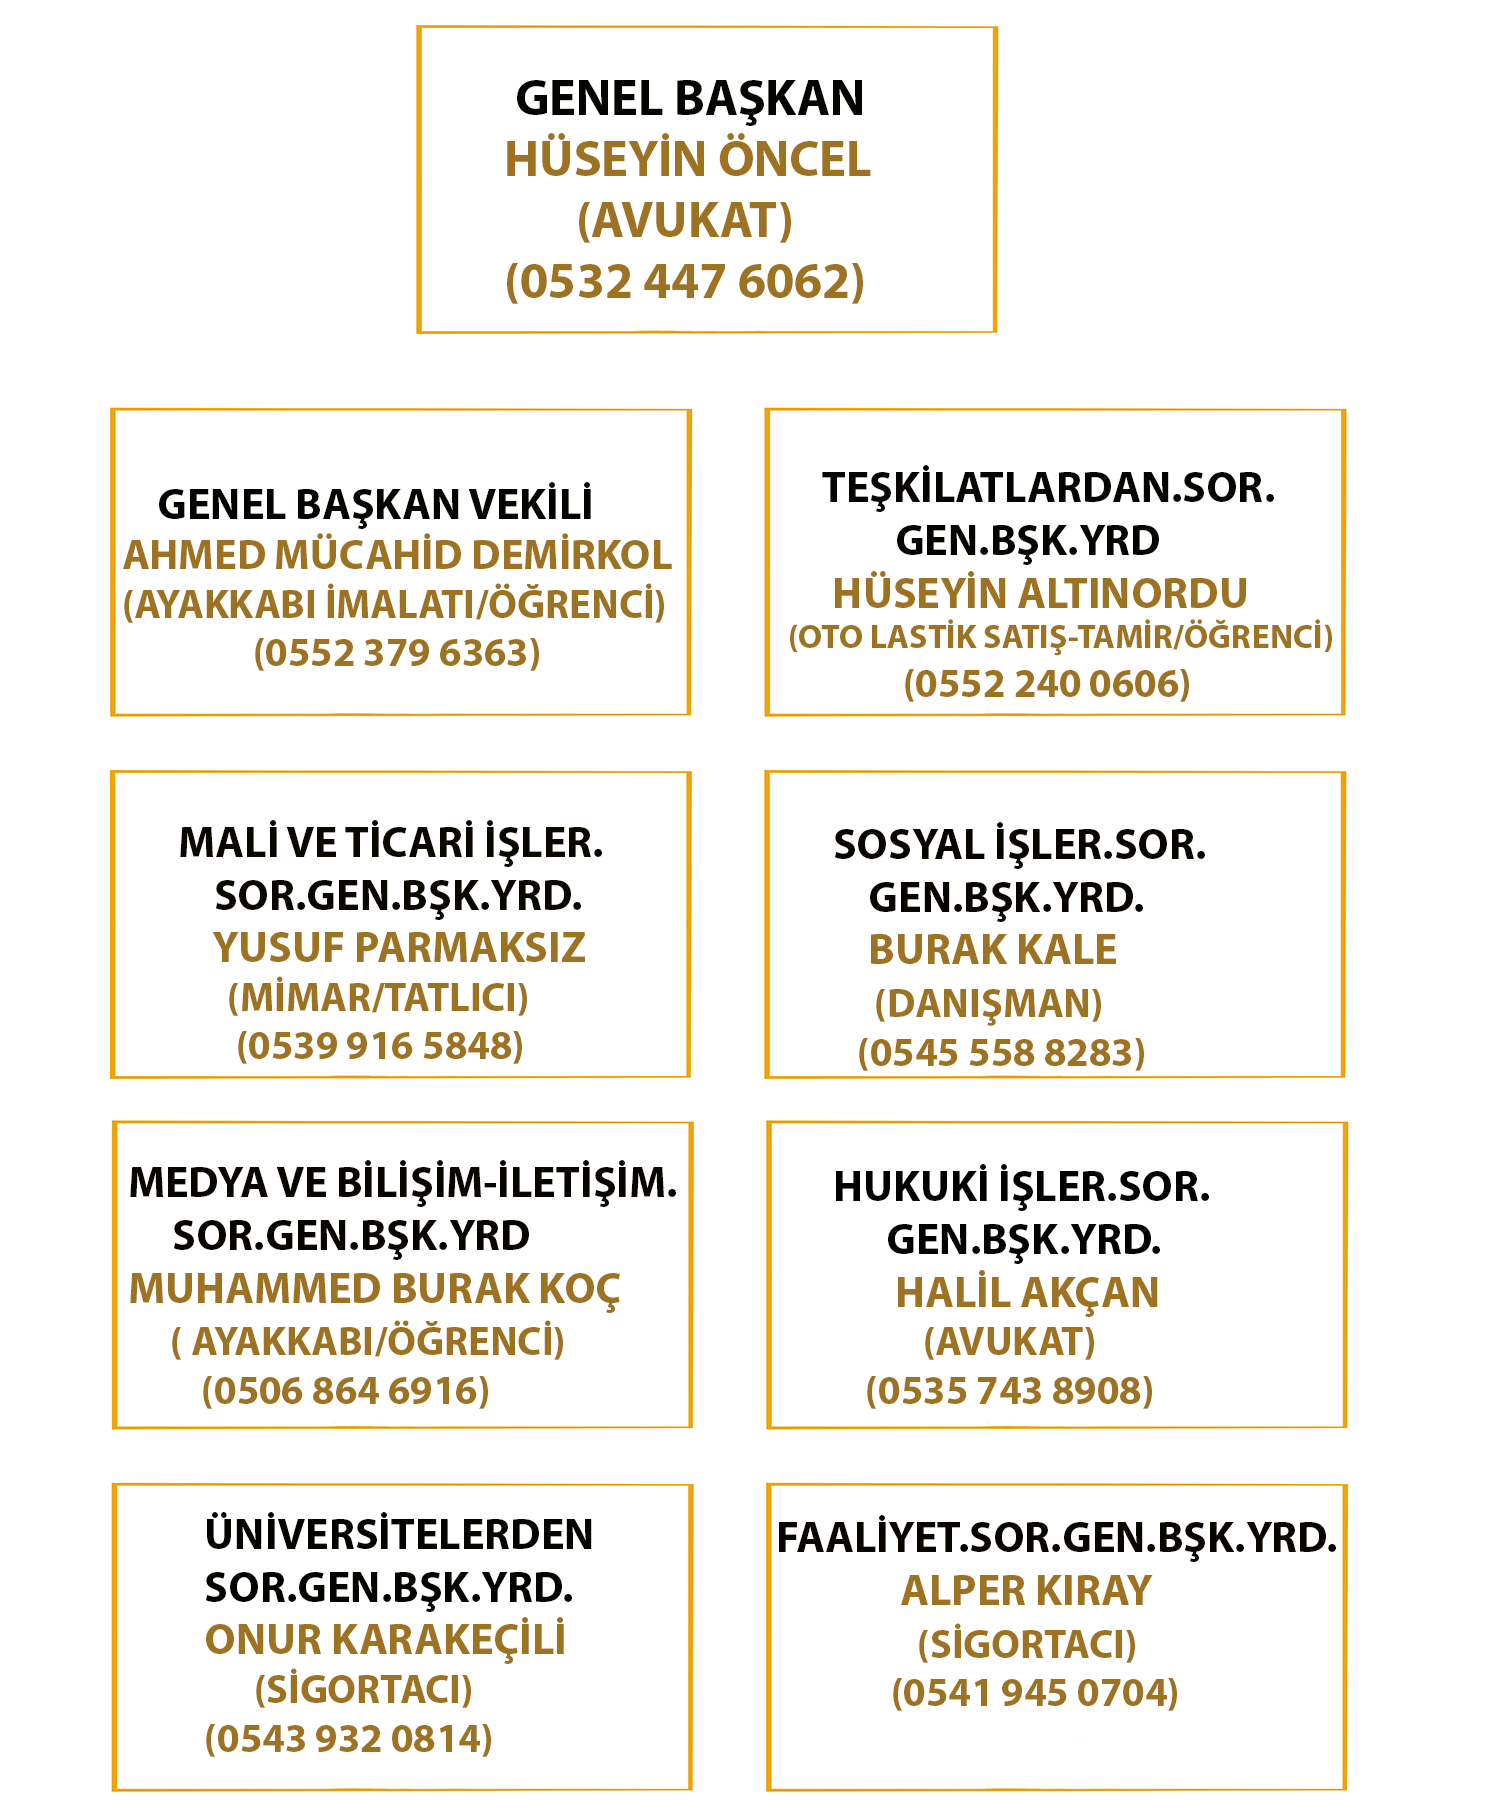 GENEL BAŞKAN
HÜSEYİN ÖNCEL
(AVUKAT)
(0532 447 6062)
GENEL BAŞKAN VEKİLİ
AHMED MÜCAHİD DEMİRKOL
(AYAKKABI İMALATI/ÖĞRENCİ)
(0552 379 6363)
TEŞKİLATLARDAN.SOR.
GEN.BŞK.YRD
HÜSEYİN ALTINORDU
(OTO LASTİK SATIŞ-TAMİR/ÖĞRENCİ)
(0552 240 0606)
MALİ VE TİCARİ İŞLER.
SOR.GEN.BŞK.YRD.
YUSUF PARMAKSIZ
(MİMAR/TATLICI)
(0539 916 5848)
SOSYAL İŞLER.SOR.
GEN.BŞK.YRD.
BURAK KALE
(DANIŞMAN)
(0545 558 8283)
MEDYA VE BİLİŞİM-İLETİŞİM.
SOR.GEN.BŞK.YRD
MUHAMMED BURAK KOÇ
( AYAKKABI/ÖĞRENCİ)
(0506 864 6916)
HUKUKİ İŞLER.SOR.
GEN.BŞK.YRD.
HALİL AKÇAN
(AVUKAT)
(0535 743 8908)
ÜNİVERSİTELERDEN
SOR.GEN.BŞK.YRD.
ONUR KARAKEÇİLİ
(SİGORTACI)
(0543 932 0814)
FAALİYET.SOR.GEN.BŞK.YRD.
ALPER KIRAY
(SİGORTACI)
(0541 945 0704)